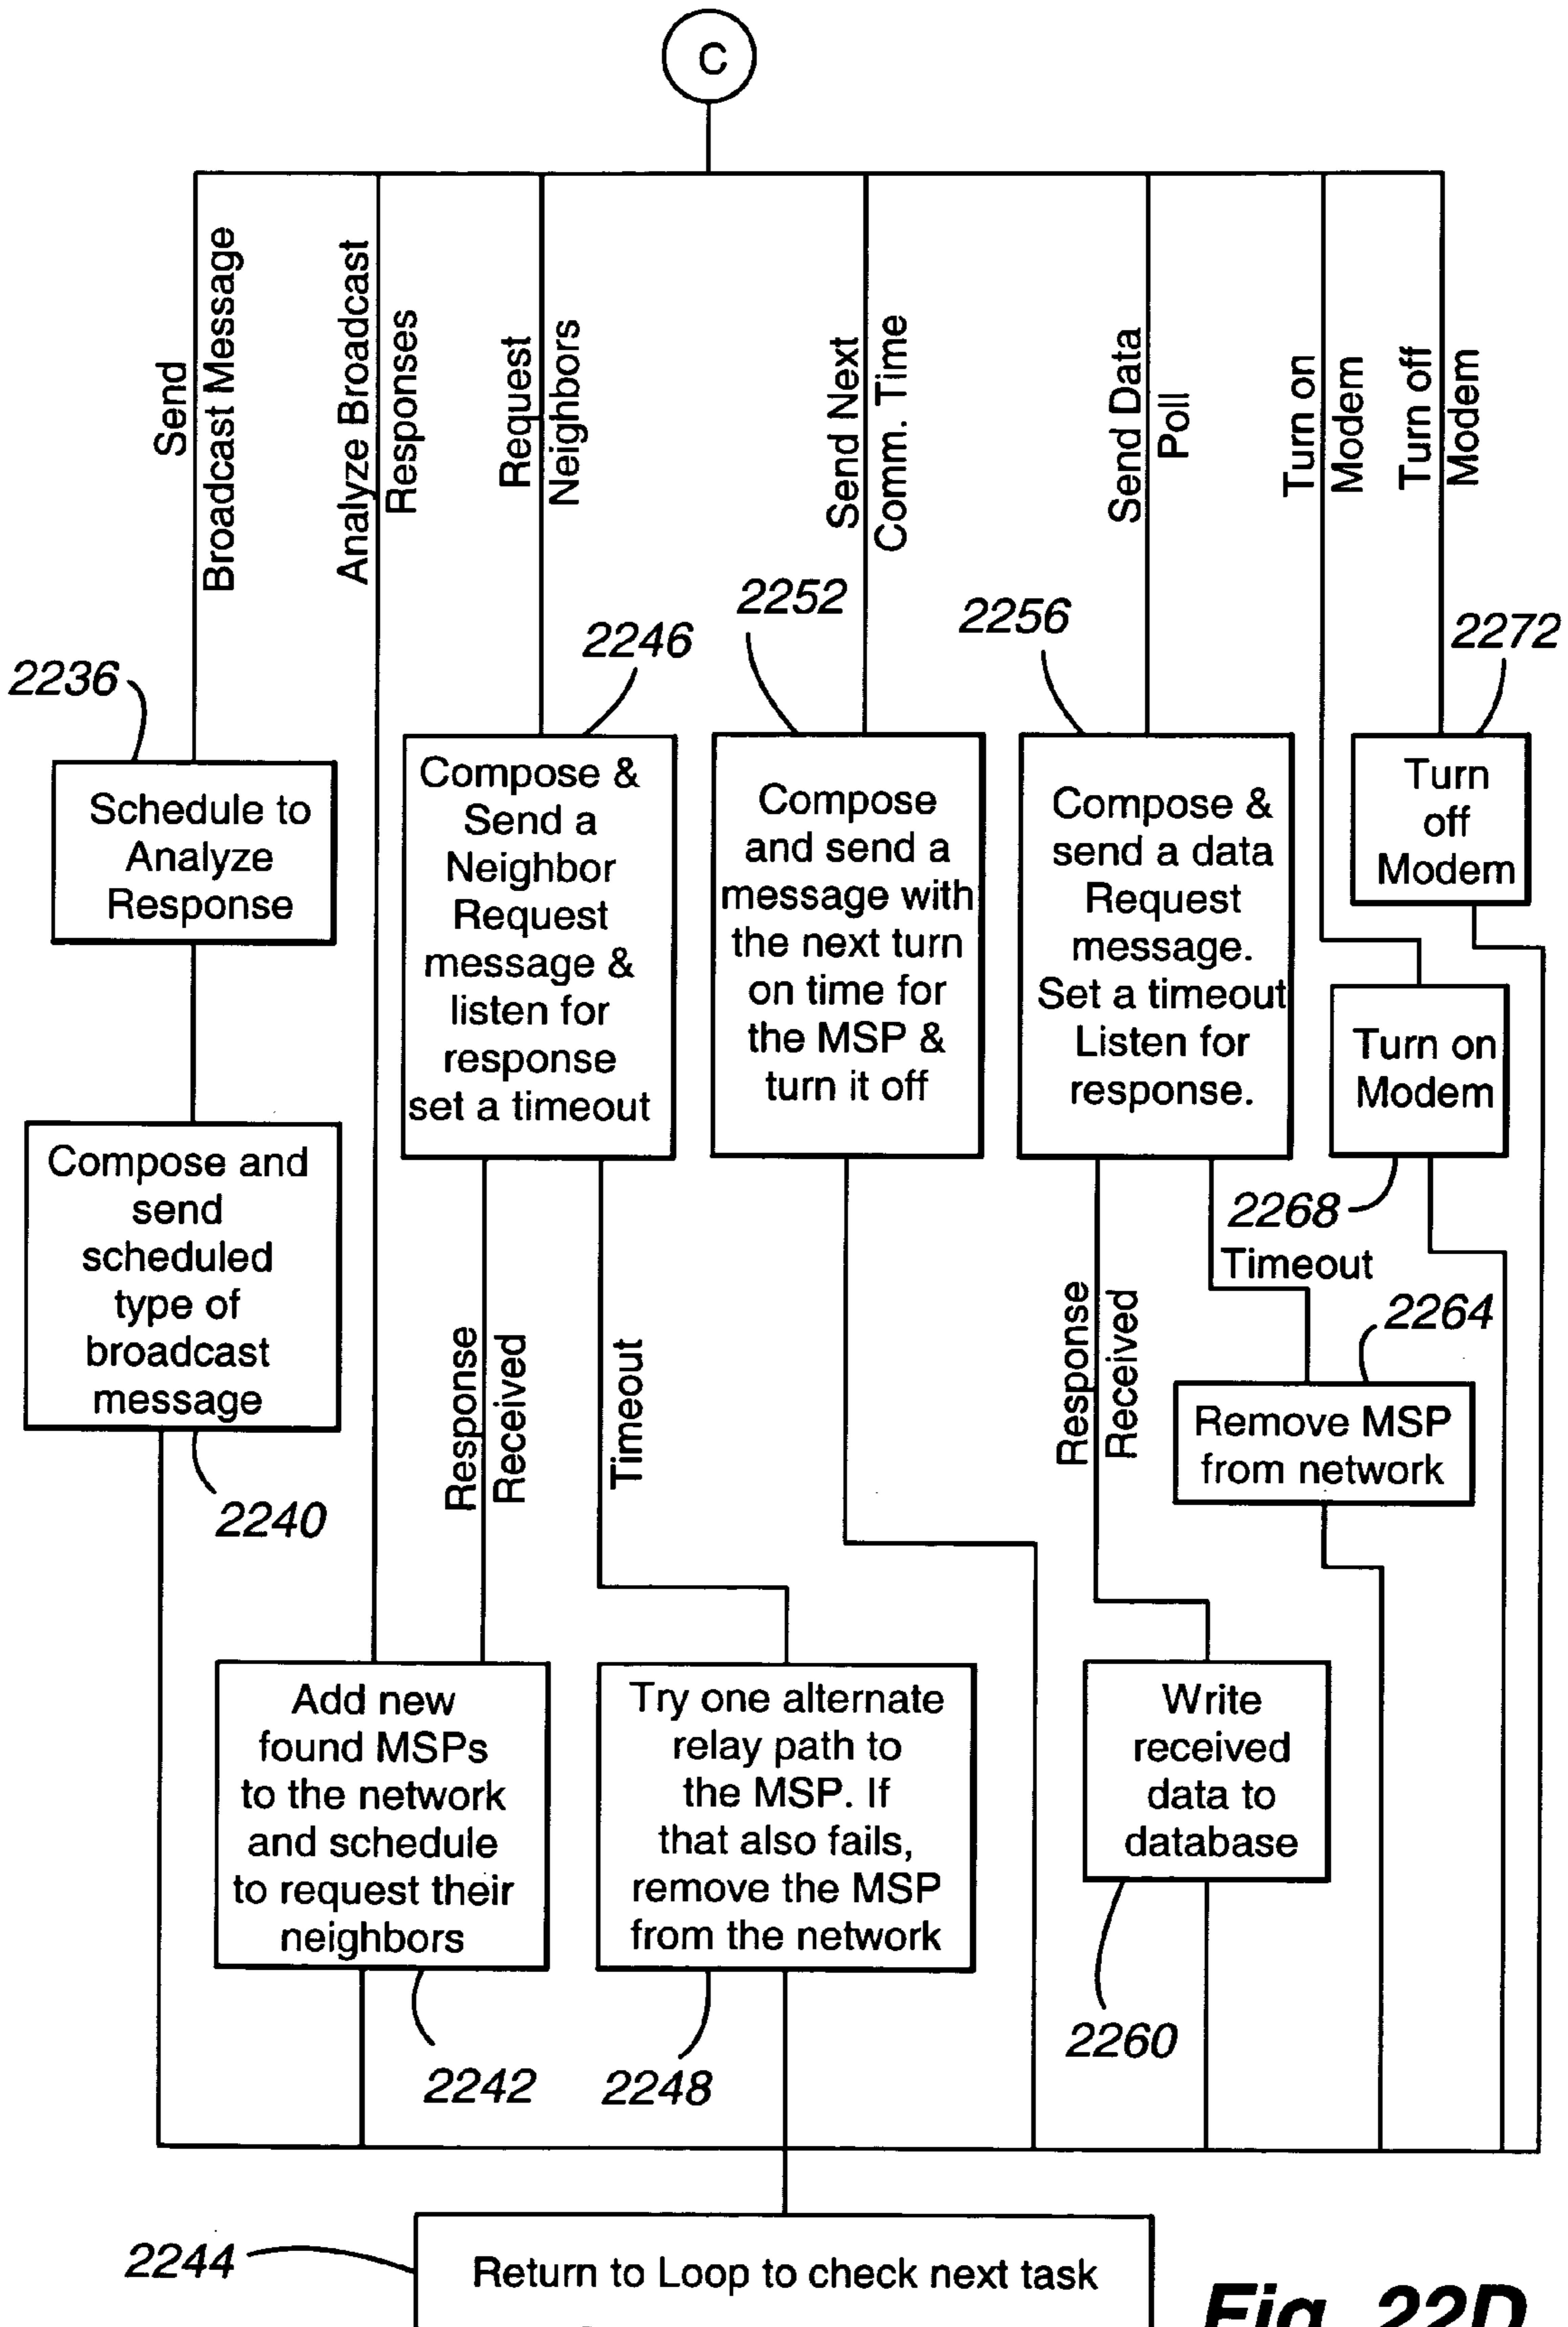 C
Send
Broadcast Message
Analyze Broadcast
Responses
Request
Neighbors
Send Next
Comm. Time
Send Data
Poll
Turn on
Modem
Turn off
Modem
2236
2246
2252
2256
2272
Schedule to
Analyze
Response
Compose &
Send a
Neighbor
Request
message &
listen for
response
set a timeout
Compose
and send a
message with
the next turn
on time for
the MSP &
turn it off
Compose &
send a data
Request
message.
Set a timeout
Listen for
response.
Turn
off
Modem
Turn on
Modem
2268
Compose and
send
scheduled
type of
broadcast
message
2240
Response
Received
Timeout
Response
Received
Timeout
2264
Remove MSP
from network
Add new
found MSPs
to the network
and schedule
to request their
neighbors
2242
Try one alternate
relay path to
the MSP. If
that also fails,
remove the MSP
from the network
2248
Write
received
data to
database
2260
2244
Return to Loop to check next task
Fig. 22D